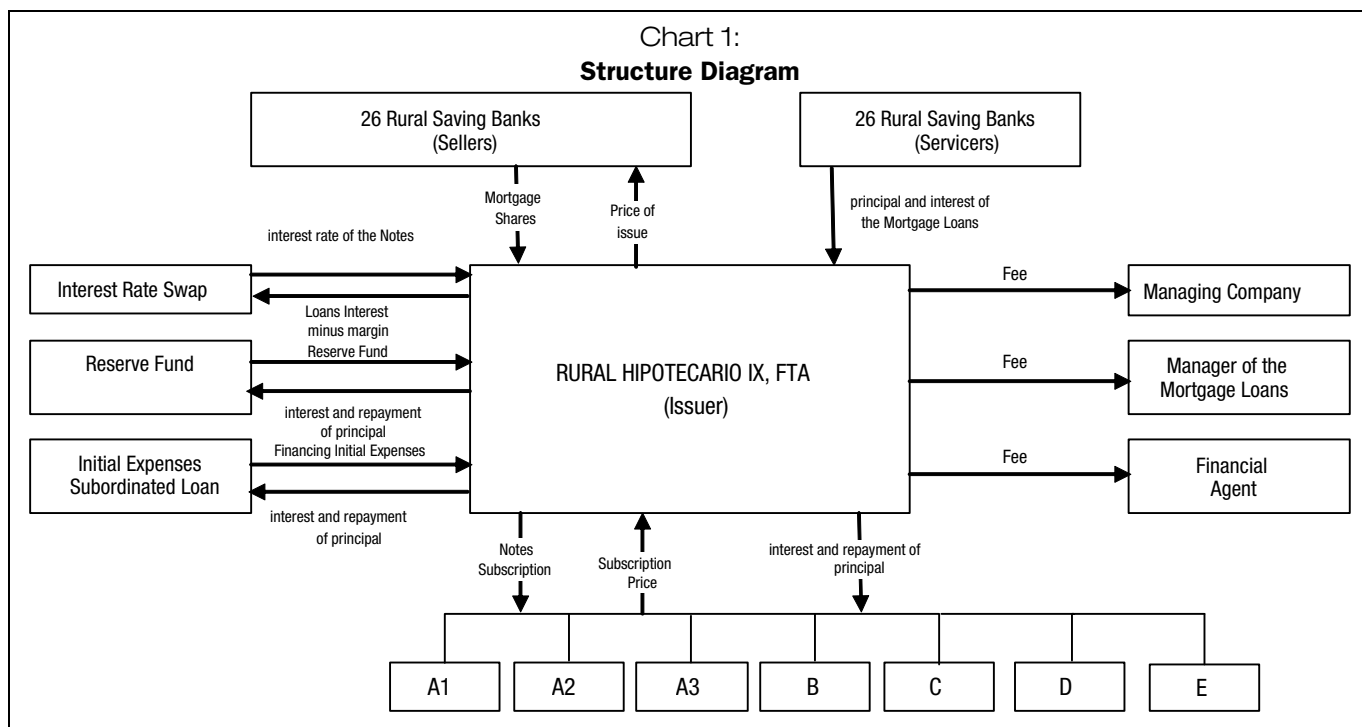 Chart 1:
Structure Diagram
26 Rural Saving Banks
(Sellers)
26 Rural Saving Banks
(Servicers)
Mortgage
Shares
Price of
issue
principal and interest of
the Mortgage Loans
interest rate of the Notes
Interest Rate Swap
Loans Interest
minus margin
Reserve Fund
Reserve Fund
interest and repayment
of principal
Financing Initial Expenses
Initial Expenses
Subordinated Loan
interest and repayment
of principal
RURAL HIPOTECARIO IX, FTA
(Issuer)
Fee
Managing Company
Fee
Manager of the
Mortgage Loans
Fee
Financial
Agent
Notes
Subscription
Subscription
Price
interest and repayment of
principal
A1
A2
A3
B
C
D
E